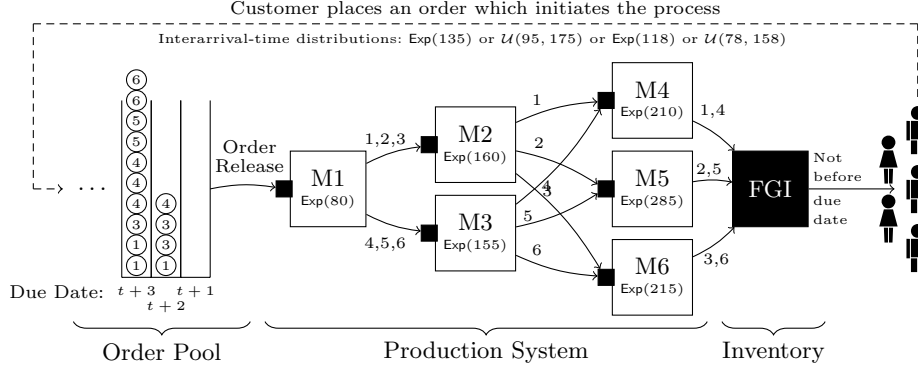 Customer places an order which initiates the process
Interarrival-time distributions: Exp(135) or U(95, 175) or Exp(118) or U(78, 158)
6
6
5
5
4
4
4
3
1
1
4
3
3
1
· · ·
Order
Release
M1
Exp(80)
1,2,3
4,5,6
M2
Exp(160)
M3
Exp(155)
1
2
3
4
5
6
M4
Exp(210)
M5
Exp(285)
M6
Exp(215)
1,4
2,5
3,6
FGI
Not
before
due
date
Due Date:
t + 3
t + 2
t + 1
Order Pool
Production System
Inventory